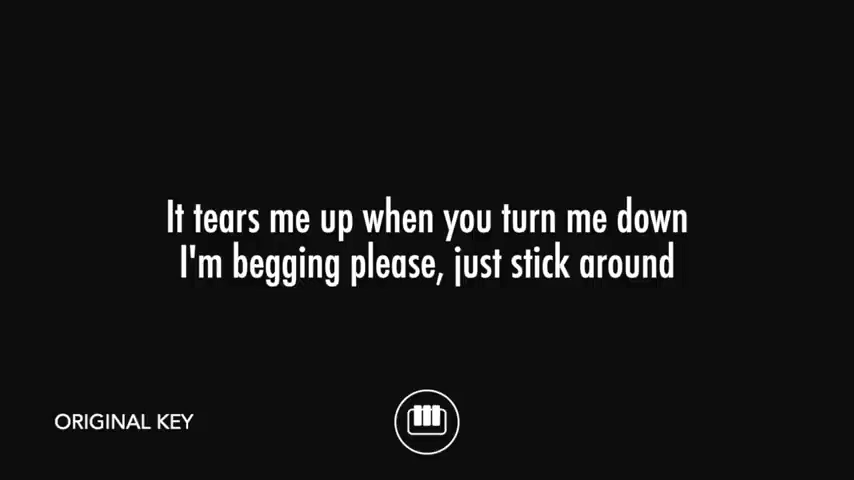 It tears me up when you turn me down
I'm begging please, just stick around
ORIGINAL KEY